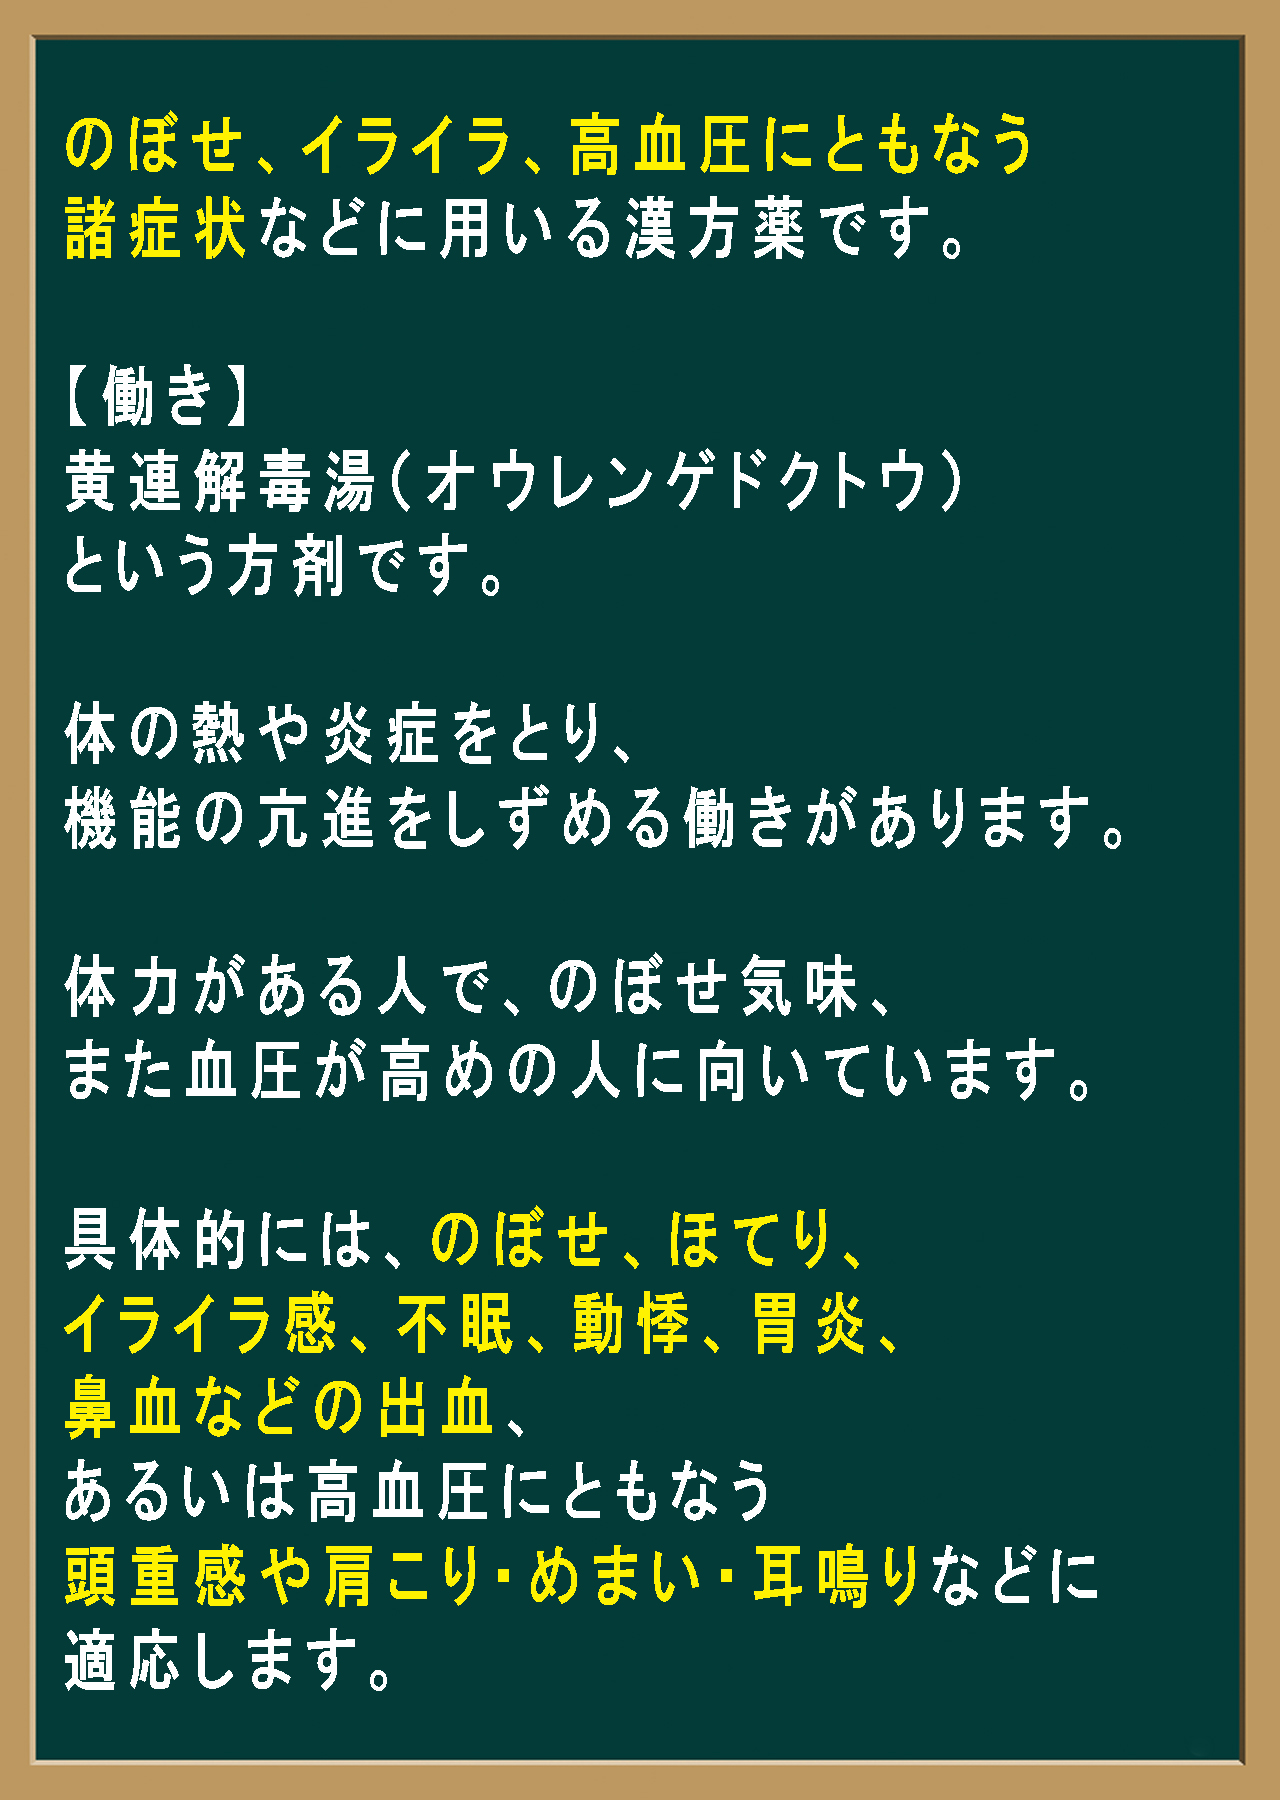 のぼせ、イライラ、高血圧にともなう
諸症状などに用いる漢方薬です。
【働き】
黄連解毒湯（オウレンゲドクトウ）
という方剤です。
体の熱や炎症をとり、
機能の亢進をしずめる働きがあります。
体力がある人で、のぼせ気味、
また血圧が高めの人に向いています。
具体的には、のぼせ、ほてり、
イライラ感、不眠、動悸、胃炎、
鼻血などの出血、
あるいは高血圧にともなう
頭重感や肩こり・めまい・耳鳴りなどに
適応します。